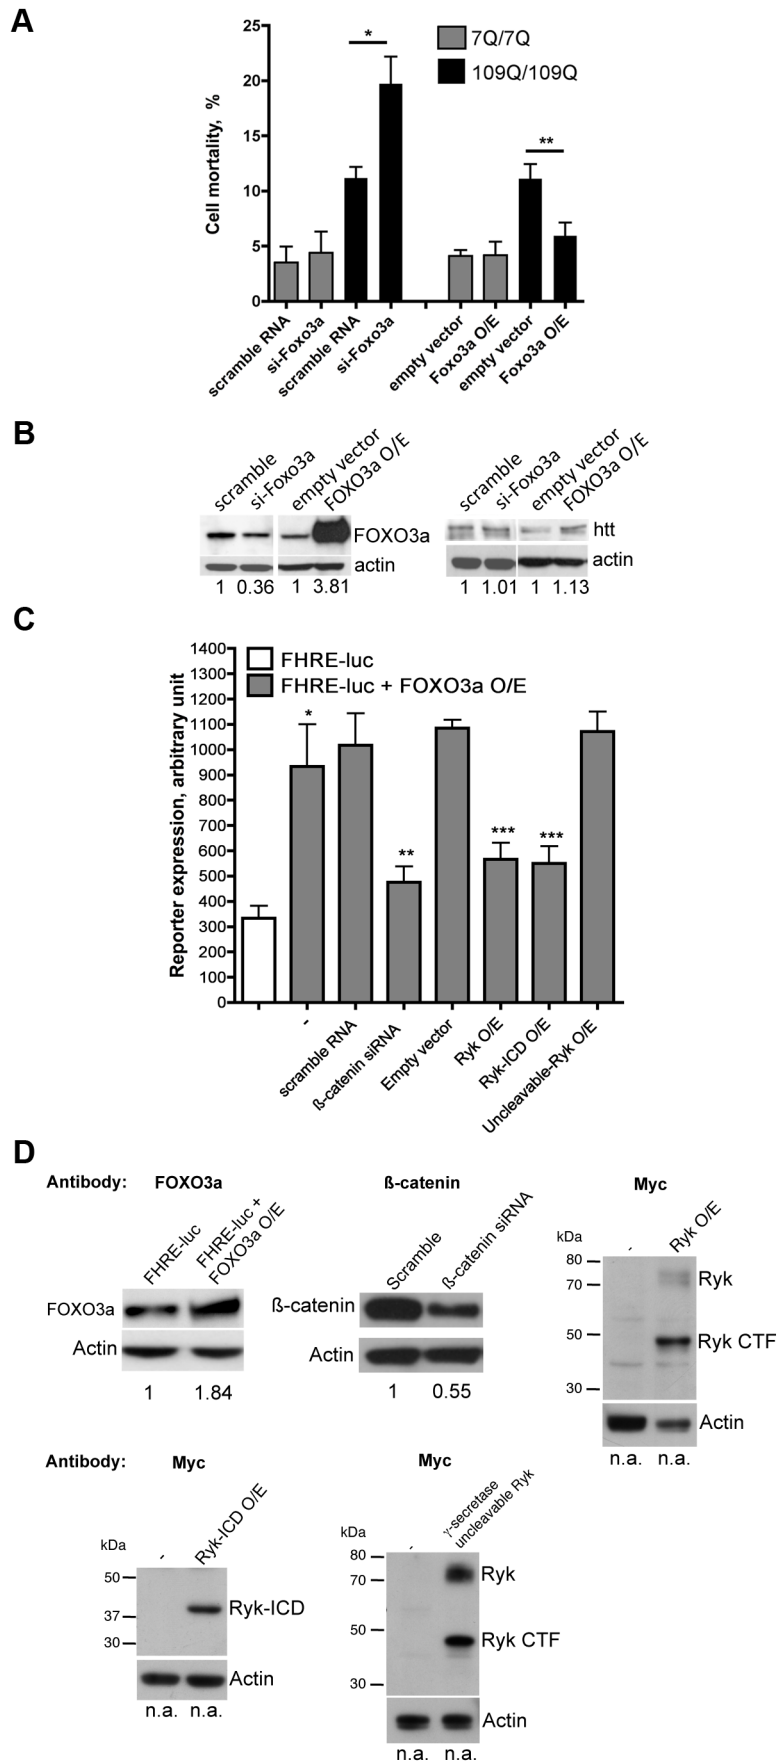 A
Cell mortality, %
25
20
15
10
5
0
7Q/7Q
109Q/109Q
*
**
scramble RNA
si-Foxo3a
scramble RNA
si-Foxo3a
empty vector
Foxo3a O/E
empty vector
Foxo3a O/E
B
scramble
si-Foxo3a
empty vector
FOXO3a O/E
FOXO3a
actin
1 0.36 1 3.81
scramble
si-Foxo3a
empty vector
FOXO3a O/E
htt
actin
1 1.01 1 1.13
C
Reporter expression, arbitrary unit
1400
1300
1200
1100
1000
900
800
700
600
500
400
300
200
100
0
FHRE-luc
FHRE-luc + FOXO3a O/E
*
**
***
***
-
scramble RNA
ß-catenin siRNA
Empty vector
Ryk O/E
Ryk-ICD O/E
Uncleavable-Ryk O/E
D
Antibody: FOXO3a
FHRE-luc
FHRE-luc +
FOXO3a O/E
FOXO3a
Actin
1 1.84
ß-catenin
Scramble
ß-catenin siRNA
ß-catenin
Actin
1 0.55
Myc
kDa
- Ryk O/E
80
70
50
30
Ryk
Ryk CTF
Actin
n.a. n.a.
Antibody: Myc
kDa
- Ryk-ICD O/E
50
37
30
Ryk-ICD
Actin
n.a. n.a.
Myc
kDa
-
γ-secretase
uncleavable Ryk
80
70
50
30
Ryk
Ryk CTF
Actin
n.a. n.a.